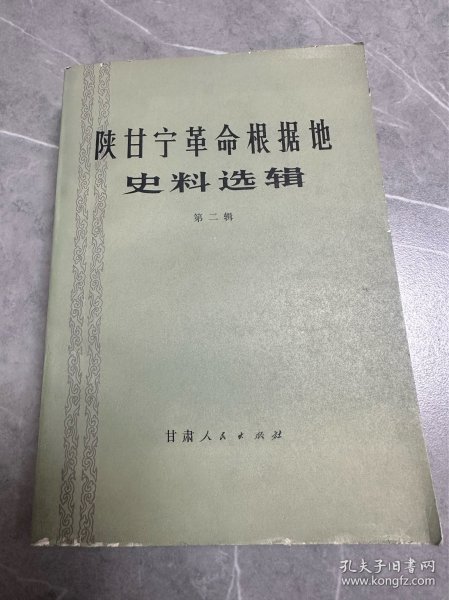 陕甘宁革命根据地
史料选辑
第二辑
甘肃人民出版社
孔夫子旧书网
www.kongfz.com